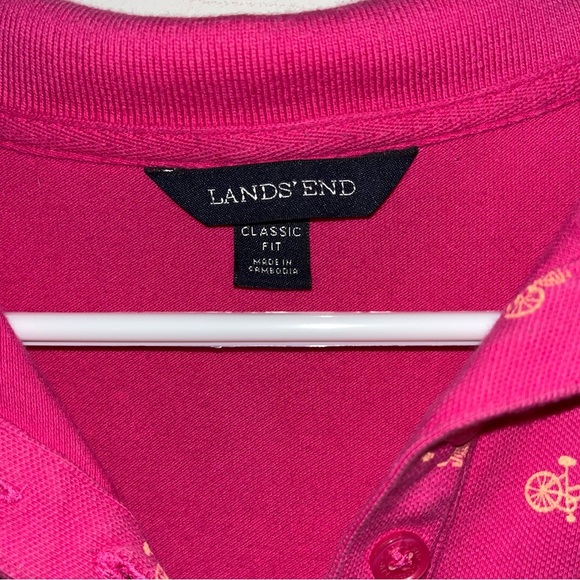 LANDS' END
CLASSIC
FIT
MADE IN
CAMBODIA